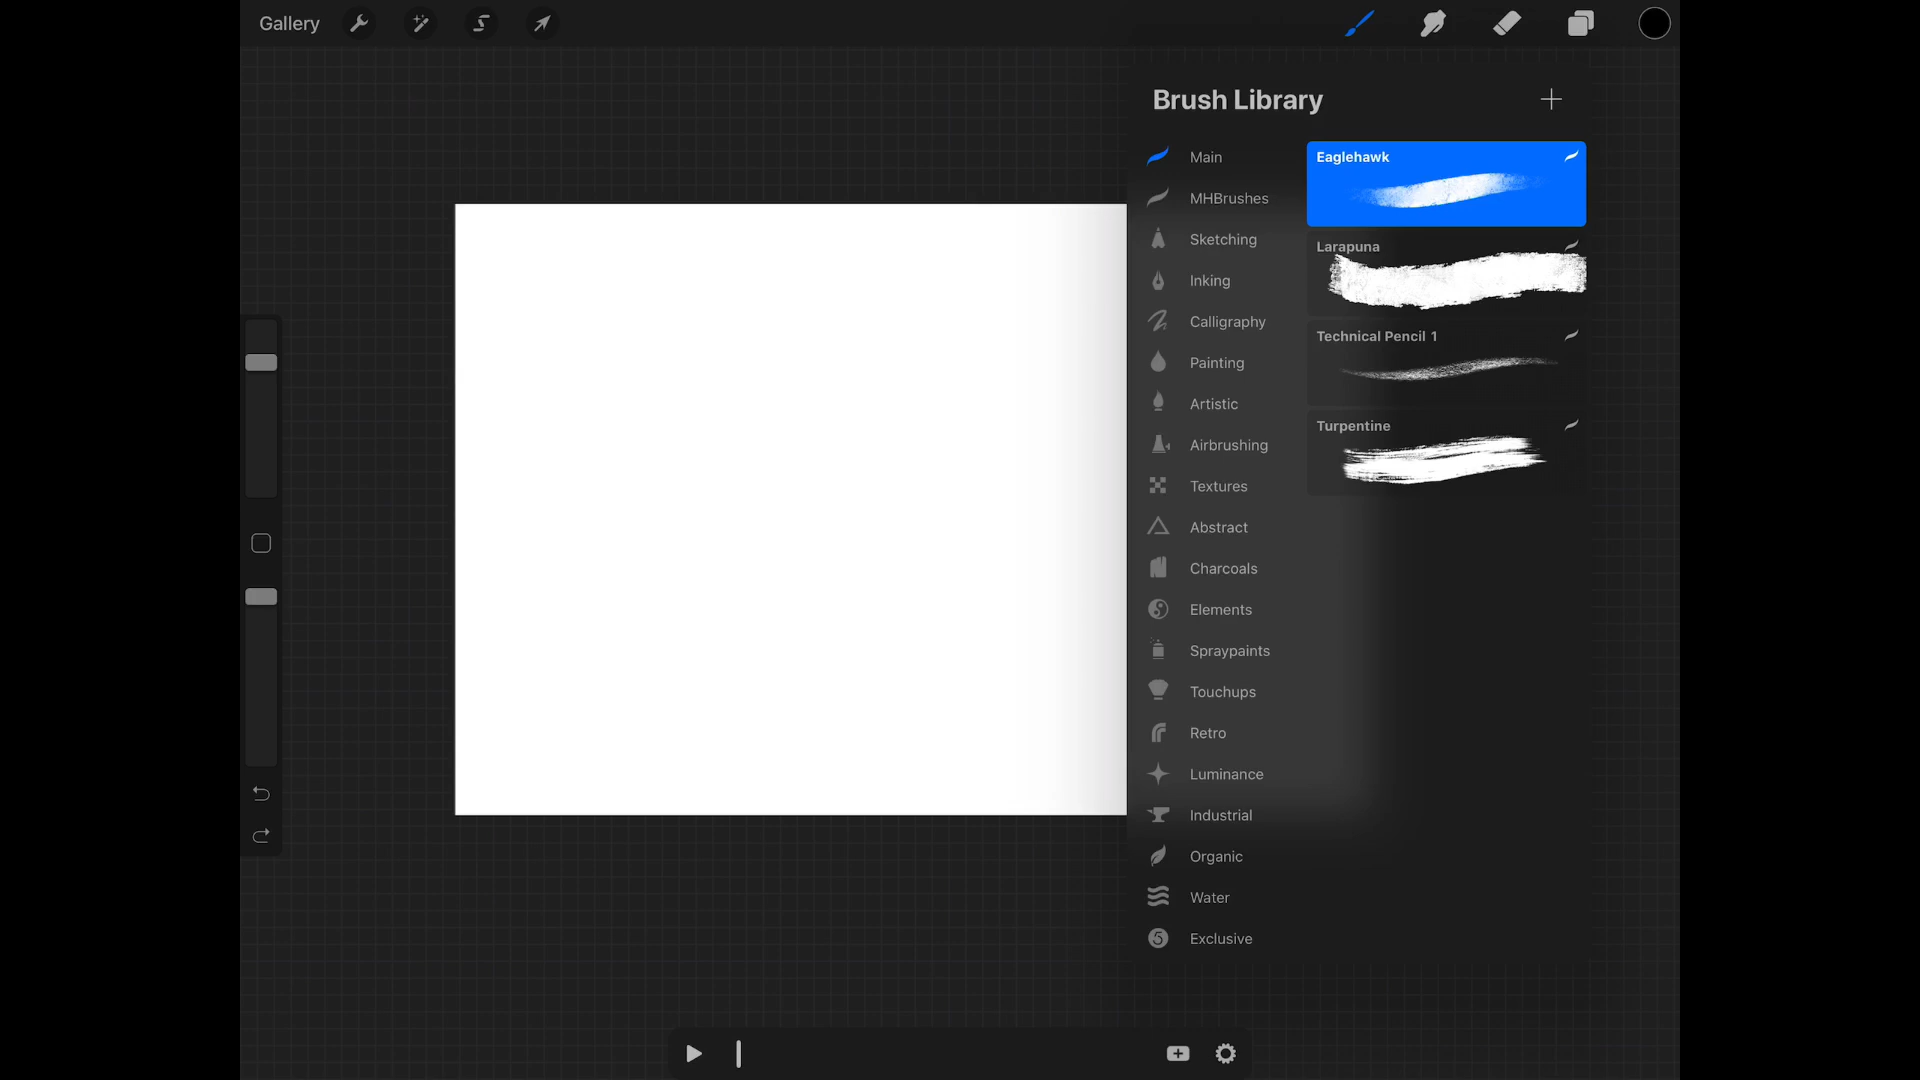 Gallery
Brush Library
Main
MHBrushes
Sketching
Inking
Calligraphy
Painting
Artistic
Airbrushing
Textures
Abstract
Charcoals
Elements
Spraypaints
Touchups
Retro
Luminance
Industrial
Organic
Water
Exclusive
Eaglehawk
Larapuna
Technical Pencil 1
Turpentine